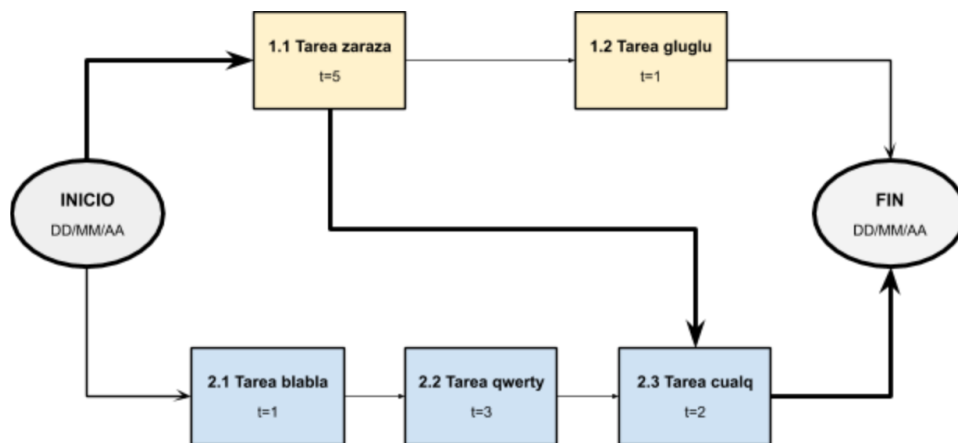 1.1 Tarea zaraza
t=5
1.2 Tarea gluglu
t=1
INICIO
DD/MM/AA
FIN
DD/MM/AA
2.1 Tarea blabla
t=1
2.2 Tarea qwerty
t=3
2.3 Tarea cualq
t=2